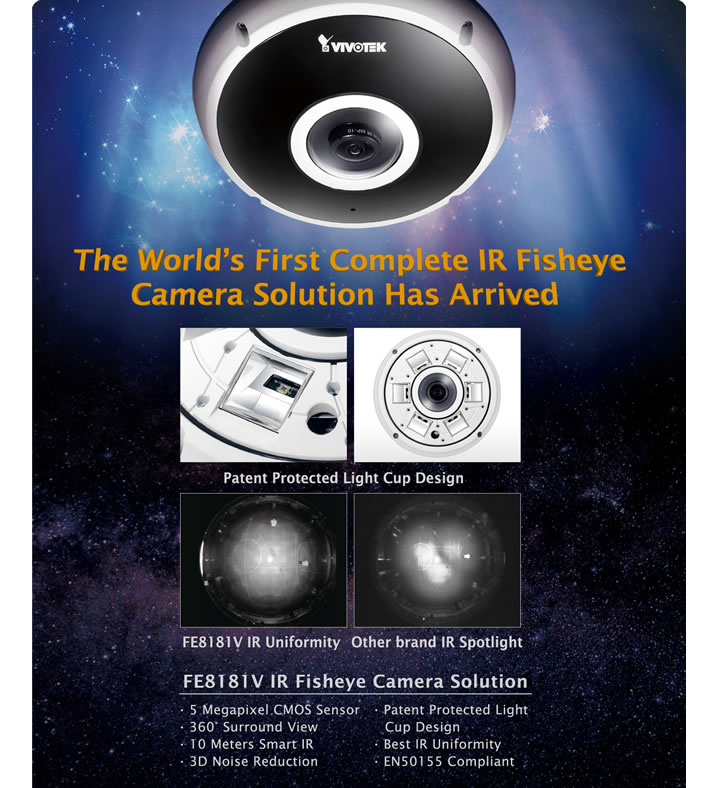 VIVOTEK
The World's First Complete IR Fisheye
Camera Solution Has Arrived
Patent Protected Light Cup Design
FE8181V IR Uniformity
Other brand IR Spotlight
FE8181V IR Fisheye Camera Solution
· 5 Megapixel CMOS Sensor
· 360° Surround View
· 10 Meters Smart IR
· 3D Noise Reduction
· Patent Protected Light
Cup Design
· Best IR Uniformity
· EN50155 Compliant